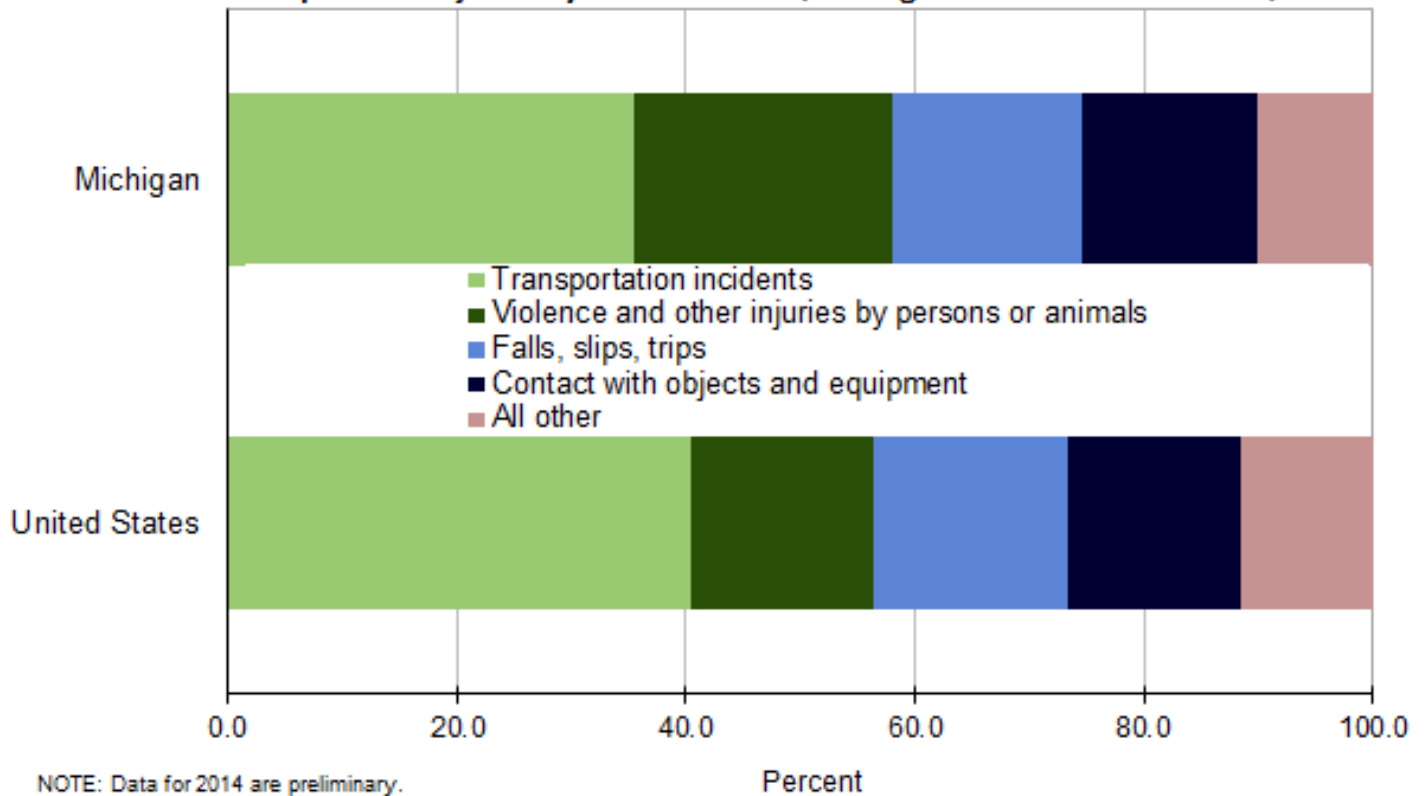 Michigan
Transportation incidents
Violence and other injuries by persons or animals
Falls, slips, trips
Contact with objects and equipment
All other
United States
0.0 20.0 40.0 60.0 80.0 100.0
Percent
NOTE: Data for 2014 are preliminary.